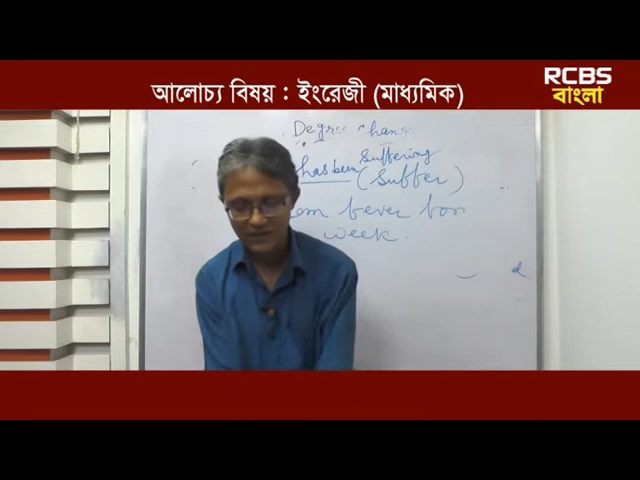 RCBS
বাংলা
আলোচ্য বিষয় : ইংরেজী (মাধ্যমিক)
Degree
suffering
has been (suffer)
fever for
week.